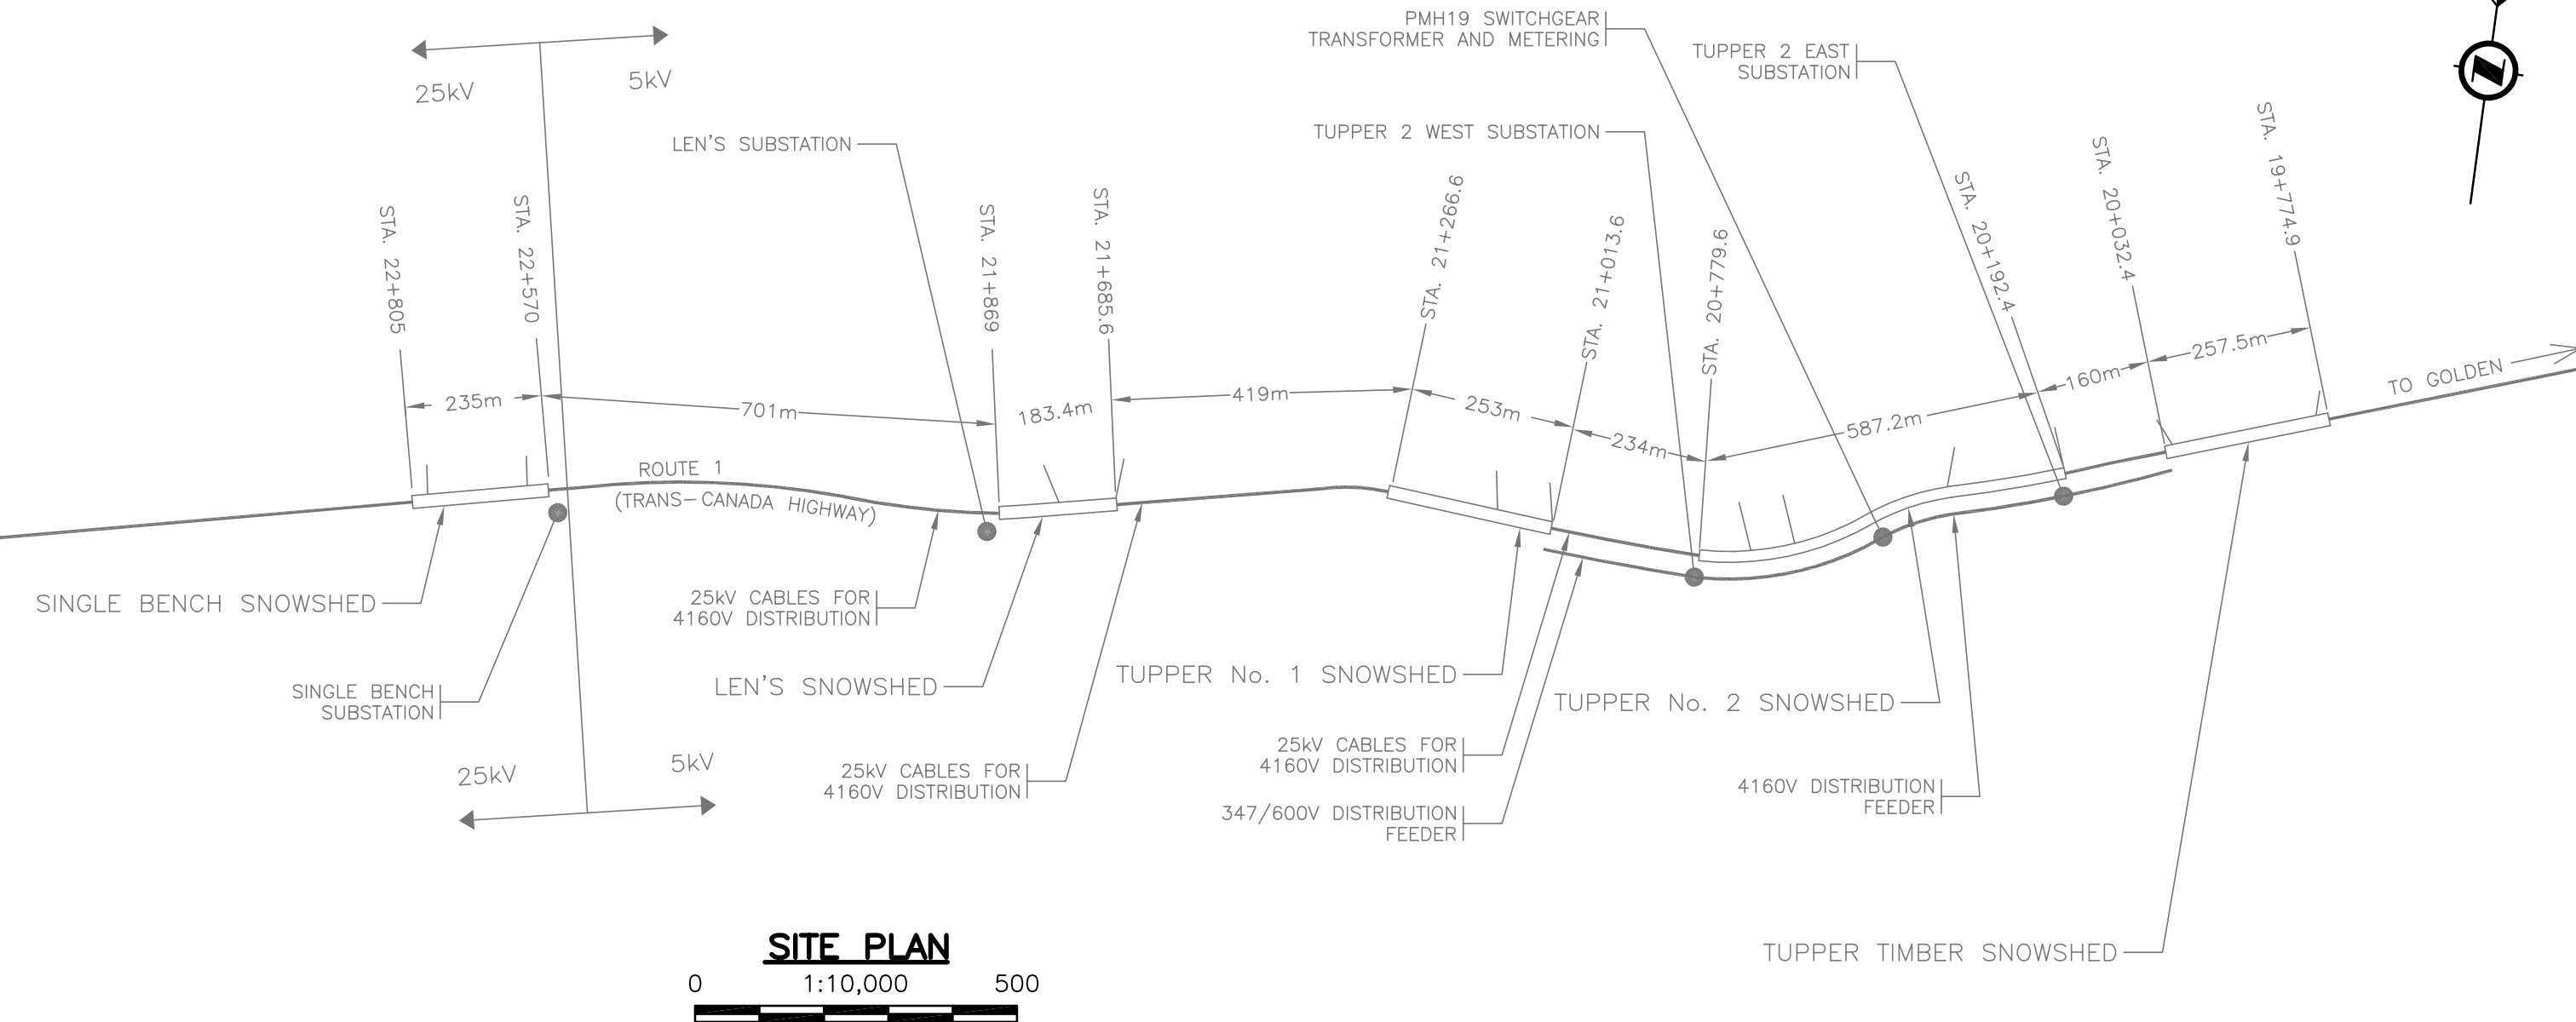 PMH19 SWITCHGEAR
TRANSFORMER AND METERING
TUPPER 2 EAST
SUBSTATION
25kV
5kV
LEN'S SUBSTATION
TUPPER 2 WEST SUBSTATION
N
STA. 22+805
STA. 22+570
STA. 21+869
STA. 21+685.6
STA. 21+266.6
STA. 21+013.6
STA. 20+779.6
STA. 20+192.4
STA. 20+032.4
STA. 19+774.9
235m
701m
183.4m
419m
253m
234m
587.2m
160m
257.5m
TO GOLDEN
ROUTE 1
(TRANS-CANADA HIGHWAY)
SINGLE BENCH SNOWSHED
25kV CABLES FOR
4160V DISTRIBUTION
SINGLE BENCH
SUBSTATION
LEN'S SNOWSHED
TUPPER No. 1 SNOWSHED
TUPPER No. 2 SNOWSHED
25kV
5kV
25kV CABLES FOR
4160V DISTRIBUTION
25kV CABLES FOR
4160V DISTRIBUTION
347/600V DISTRIBUTION
FEEDER
4160V DISTRIBUTION
FEEDER
TUPPER TIMBER SNOWSHED
SITE PLAN
0 1:10,000 500